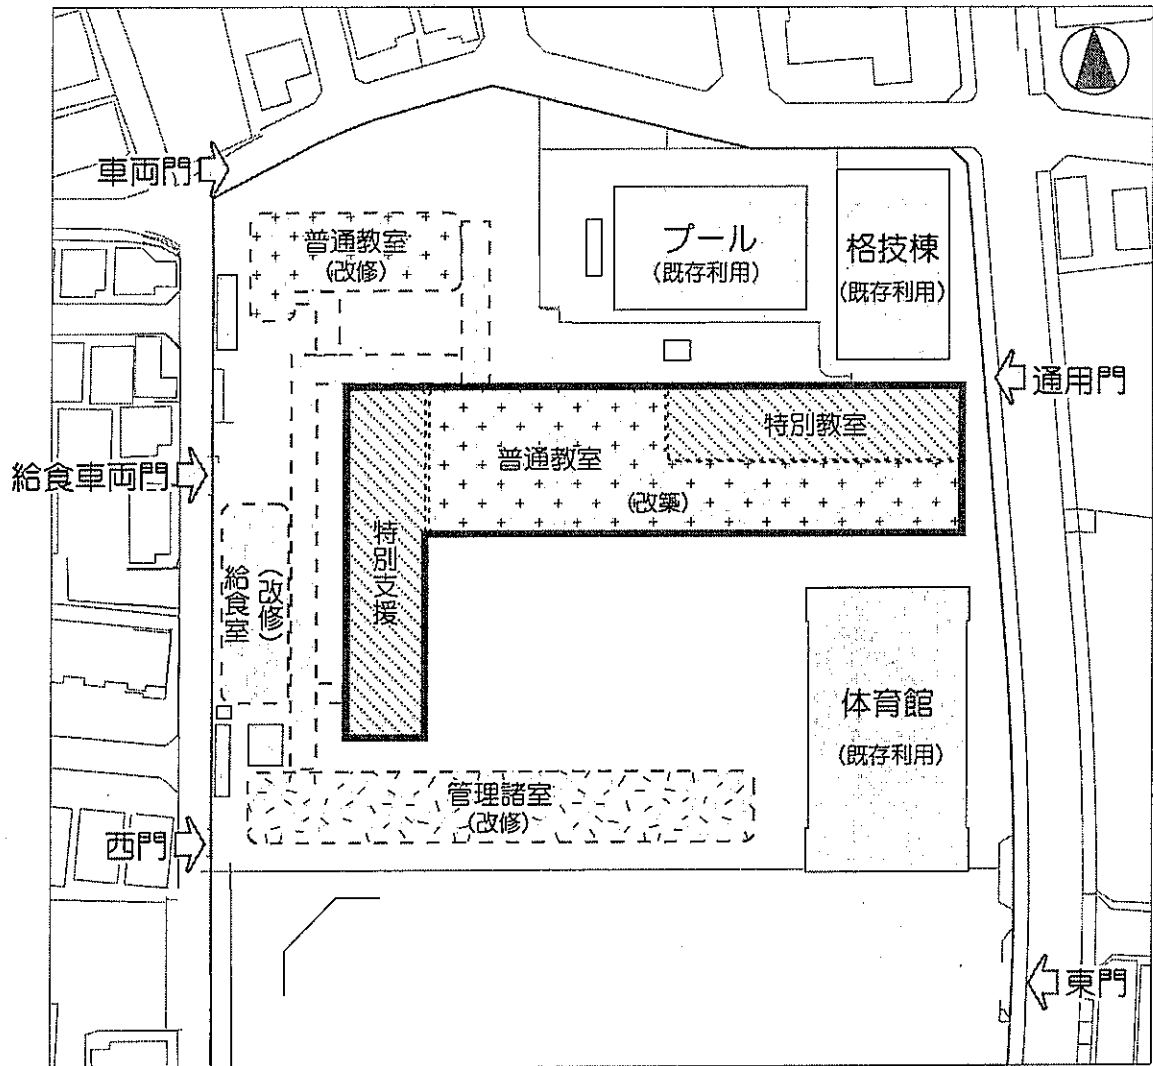 車両門
普通教室
(改修)
プール
(既存利用)
格技棟
(既存利用)
通用門
特別教室
普通教室
(改築)
給食車両門
特別支援
給食室
(改修)
体育館
(既存利用)
管理諸室
(改修)
西門
東門